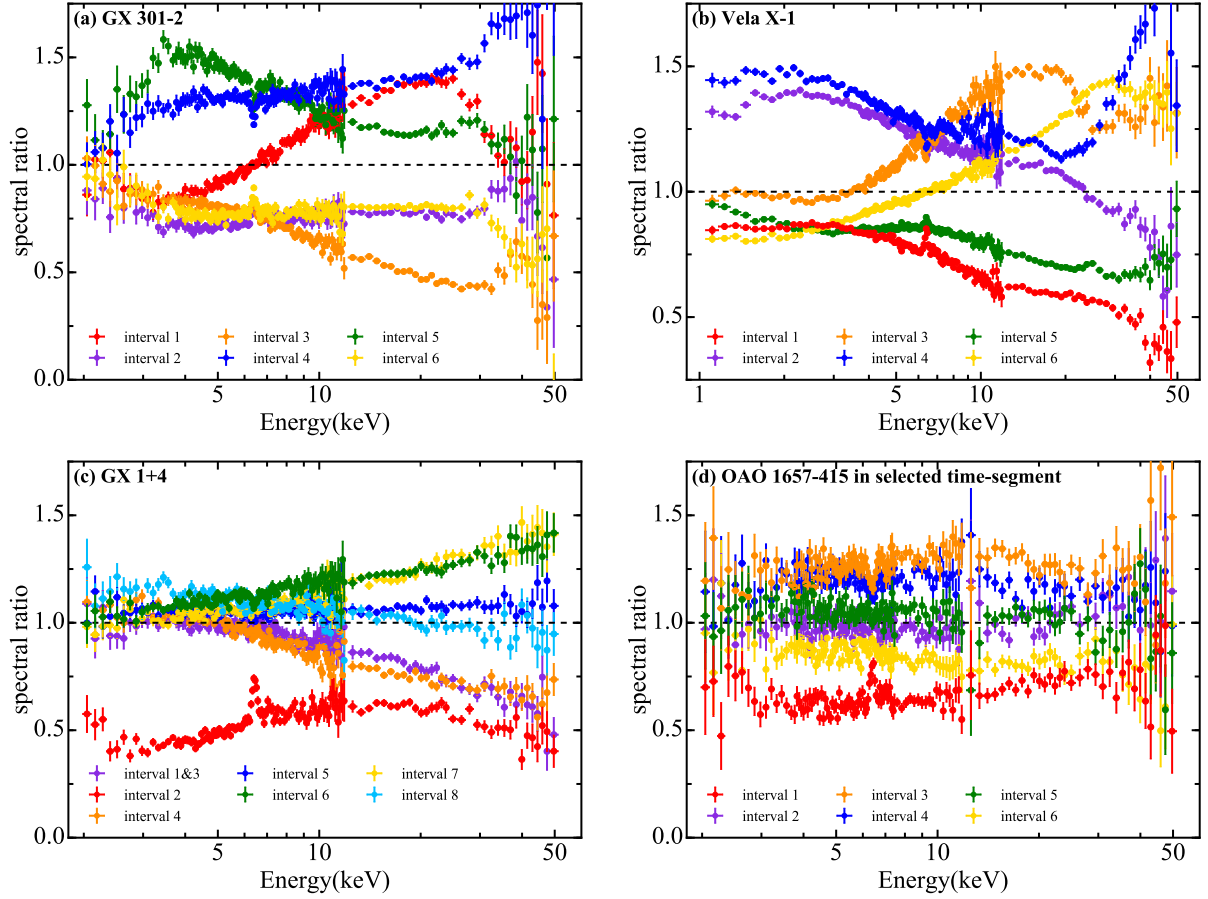 (a) GX 301-2
spectral ratio
1.5
1.0
0.5
0.0
interval 1
interval 2
interval 3
interval 4
interval 5
interval 6
5
10
50
Energy(keV)
(b) Vela X-1
spectral ratio
1.5
1.0
0.5
interval 1
interval 2
interval 3
interval 4
interval 5
interval 6
1
5
10
50
Energy(keV)
(c) GX 1+4
spectral ratio
1.5
1.0
0.5
0.0
interval 1&3
interval 2
interval 4
interval 5
interval 6
interval 7
interval 8
5
10
50
Energy(keV)
(d) OAO 1657-415 in selected time-segment
spectral ratio
1.5
1.0
0.5
0.0
interval 1
interval 2
interval 3
interval 4
interval 5
interval 6
5
10
50
Energy(keV)